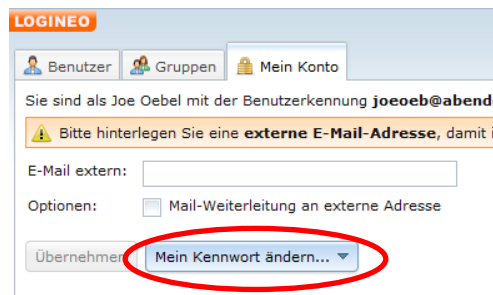 LOGINEO
Benutzer Gruppen Mein Konto
Sie sind als Joe Oebel mit der Benutzerkennung joeoeb@abend
Bitte hinterlegen Sie eine externe E-Mail-Adresse, damit i
E-Mail extern:
Optionen: Mail-Weiterleitung an externe Adresse
Übernehmen Mein Kennwort ändern...